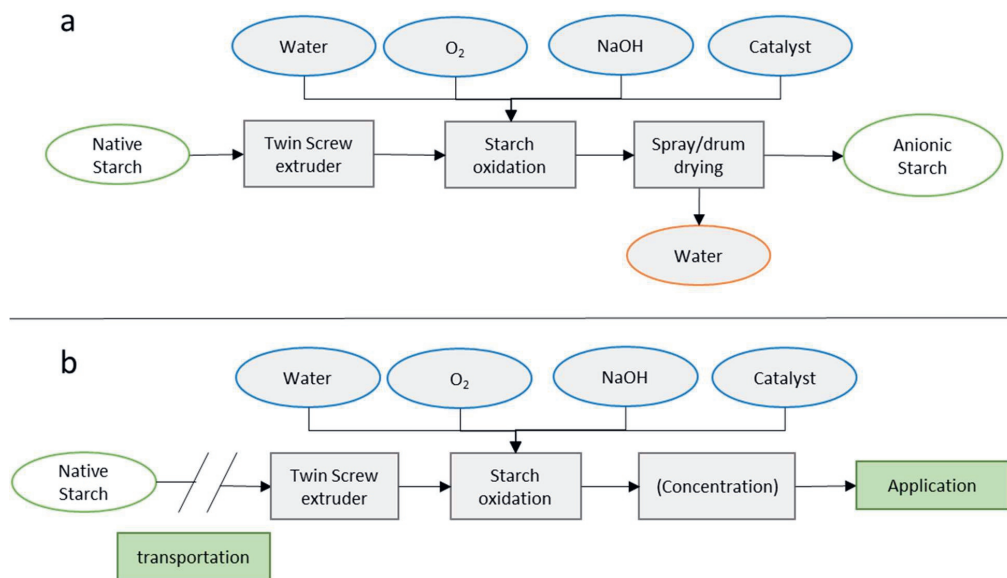 a
Water
O₂
NaOH
Catalyst
Native
Starch
Twin Screw
extruder
Starch
oxidation
Spray/drum
drying
Anionic
Starch
Water
b
Water
O₂
NaOH
Catalyst
Native
Starch
Twin Screw
extruder
Starch
oxidation
(Concentration)
Application
transportation